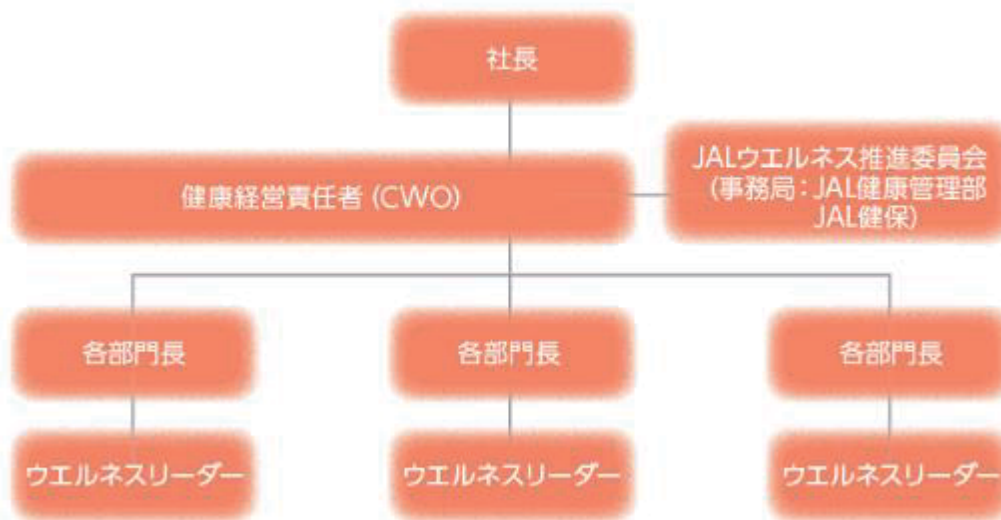 社長
健康経営責任者 (CWO)
JALウエルネス推進委員会
(事務局：JAL健康管理部
JAL健保)
各部門長
各部門長
各部門長
ウエルネスリーダー
ウエルネスリーダー
ウエルネスリーダー